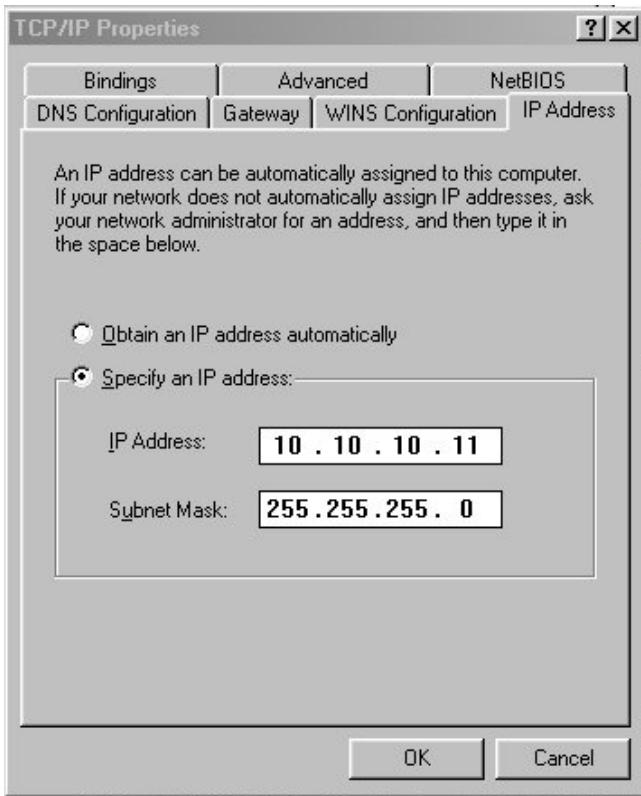 TCP/IP Properties
Bindings Advanced NetBIOS
DNS Configuration Gateway WINS Configuration IP Address
An IP address can be automatically assigned to this computer.
If your network does not automatically assign IP addresses, ask
your network administrator for an address, and then type it in
the space below.
Obtain an IP address automatically
Specify an IP address:
IP Address: 10 . 10 . 10 . 11
Subnet Mask: 255 . 255 . 255 . 0
OK Cancel